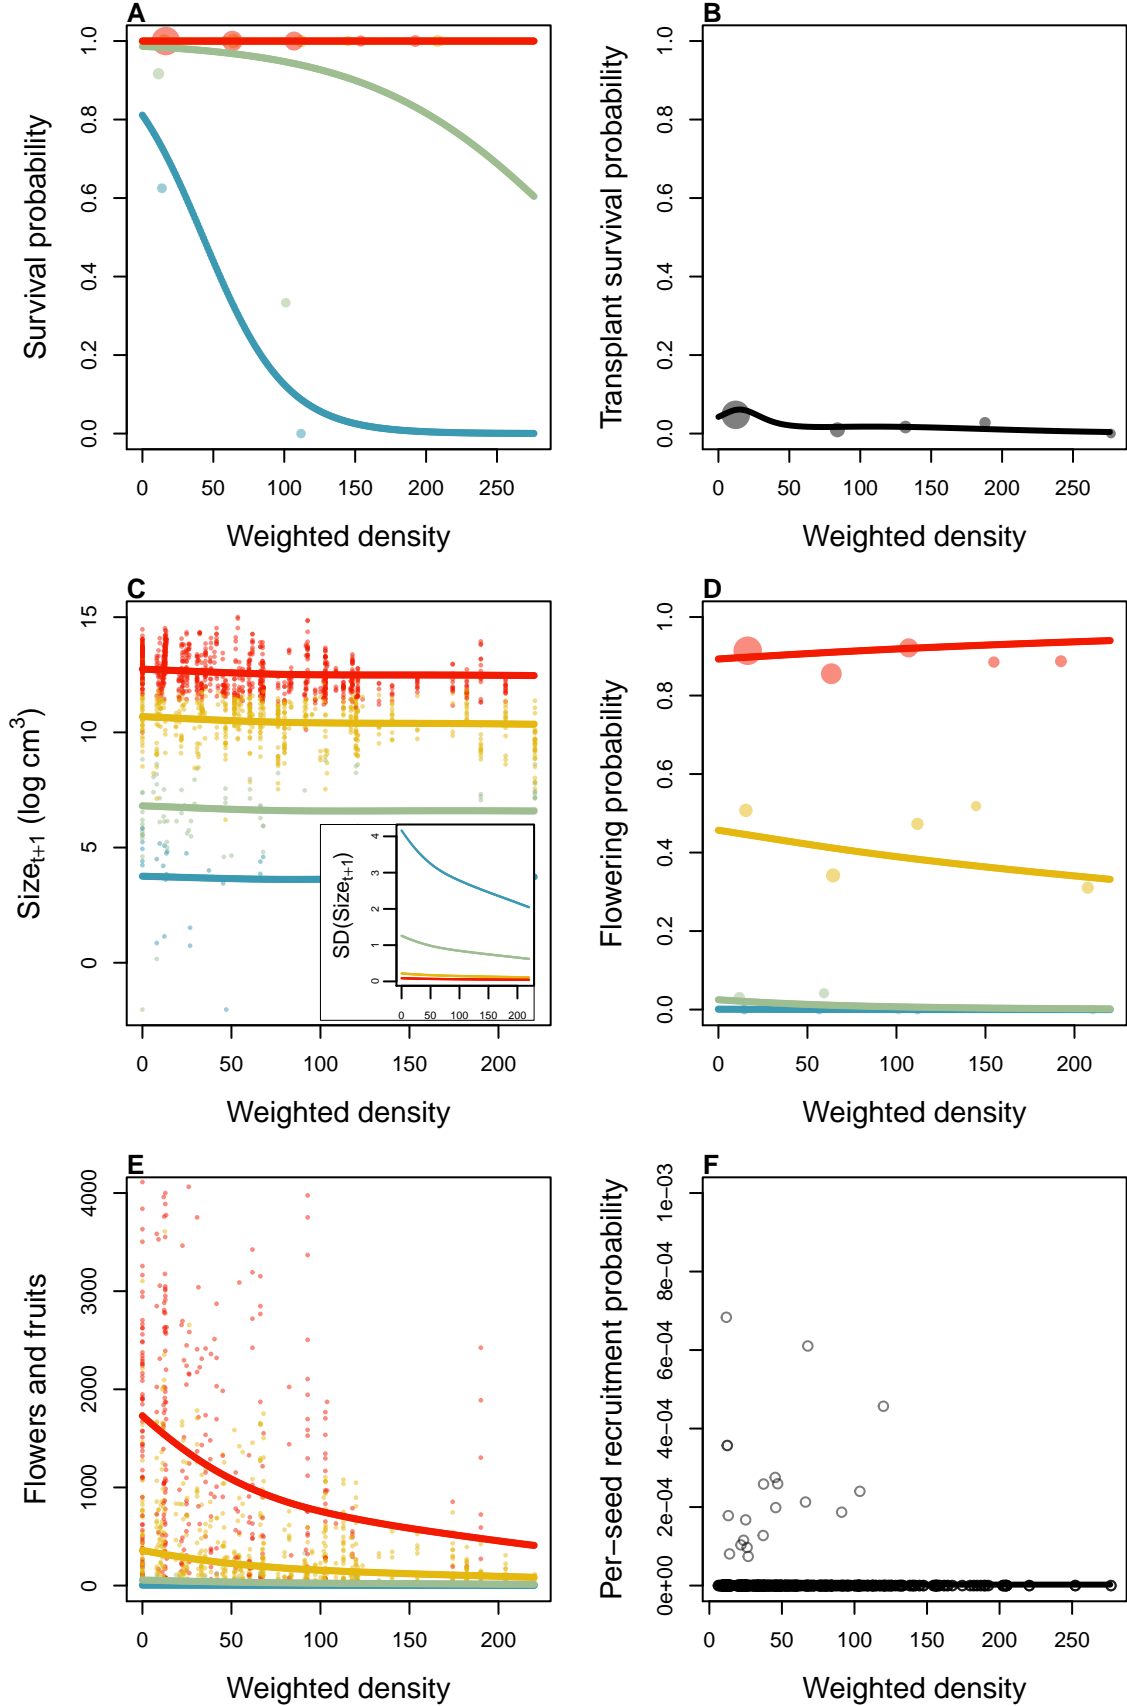 A
Survival probability
0.0 0.2 0.4 0.6 0.8 1.0
0 50 100 150 200 250
Weighted density
B
Transplant survival probability
0.0 0.2 0.4 0.6 0.8 1.0
0 50 100 150 200 250
Weighted density
C
Size_{t+1} (log cm^3)
0 5 10 15
SD(Size_{t+1})
0 1 2 3 4
0 50 100 150 200
0 50 100 150 200
Weighted density
D
Flowering probability
0.0 0.2 0.4 0.6 0.8 1.0
0 50 100 150 200
Weighted density
E
Flowers and fruits
0 1000 2000 3000 4000
0 50 100 150 200
Weighted density
F
Per−seed recruitment probability
0e+00 2e−04 4e−04 6e−04 8e−04 1e−03
0 50 100 150 200 250
Weighted density